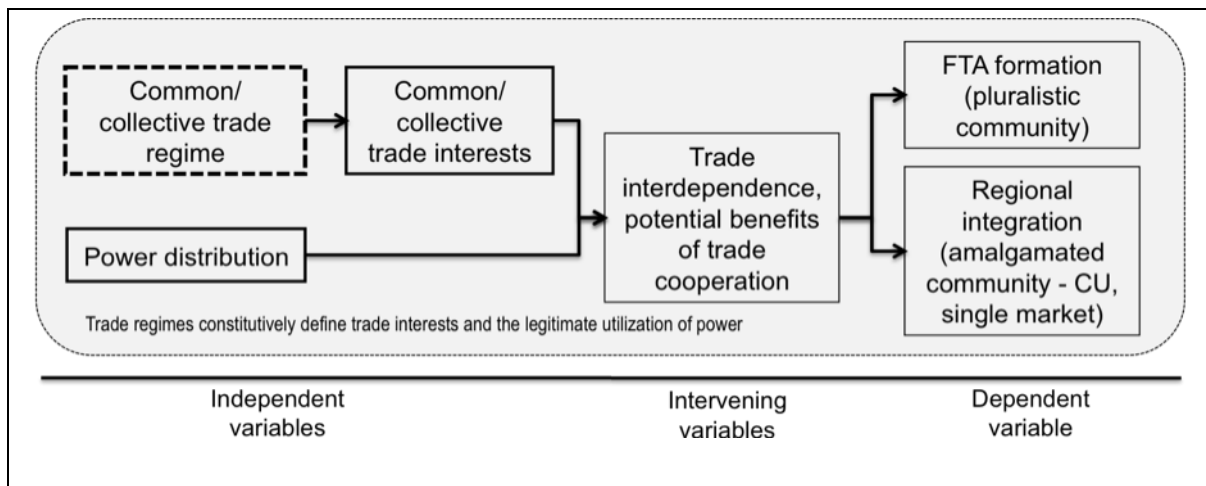 Common/
collective trade
regime
Common/
collective
trade interests
Power distribution
Trade
interdependence,
potential benefits
of trade
cooperation
FTA formation
(pluralistic
community)
Regional
integration
(amalgamated
community - CU,
single market)
Trade regimes constitutively define trade interests and the legitimate utilization of power
Independent
variables
Intervening
variables
Dependent
variable